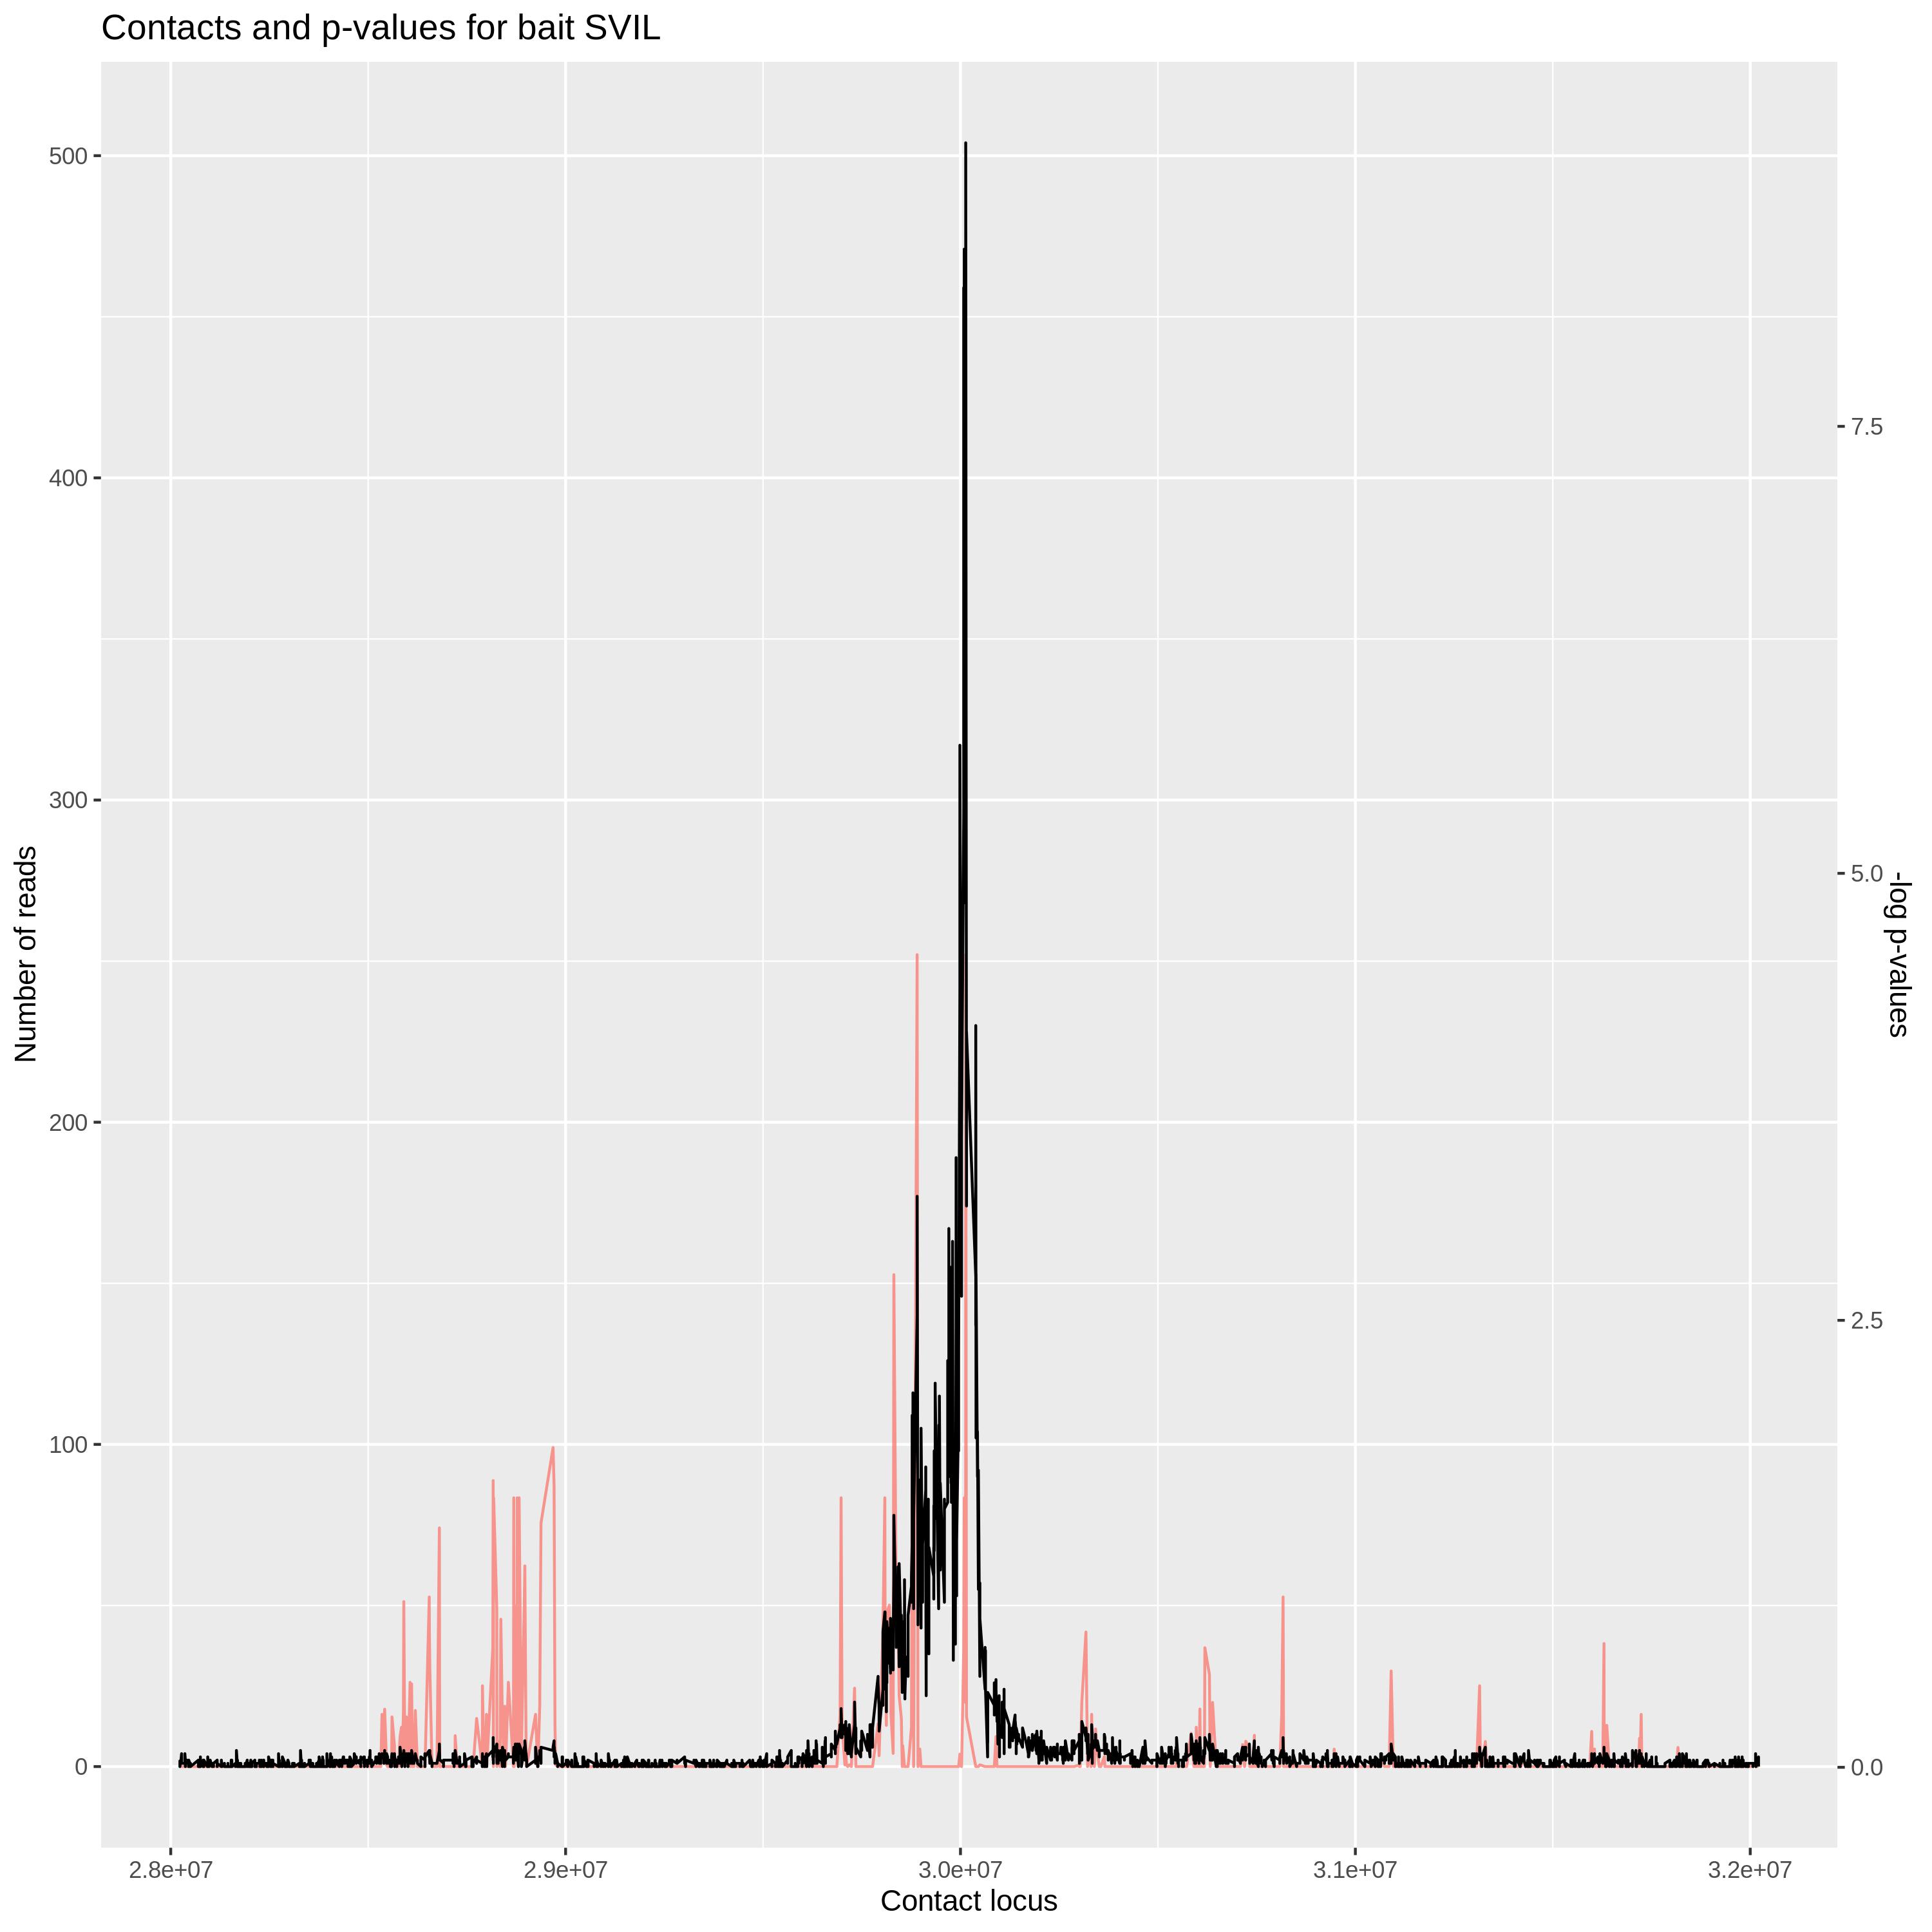 Contacts and p-values for bait SVIL
500
400
300
200
100
0
Number of reads
7.5
5.0
2.5
0.0
-log p-values
2.8e+07
2.9e+07
3.0e+07
3.1e+07
3.2e+07
Contact locus